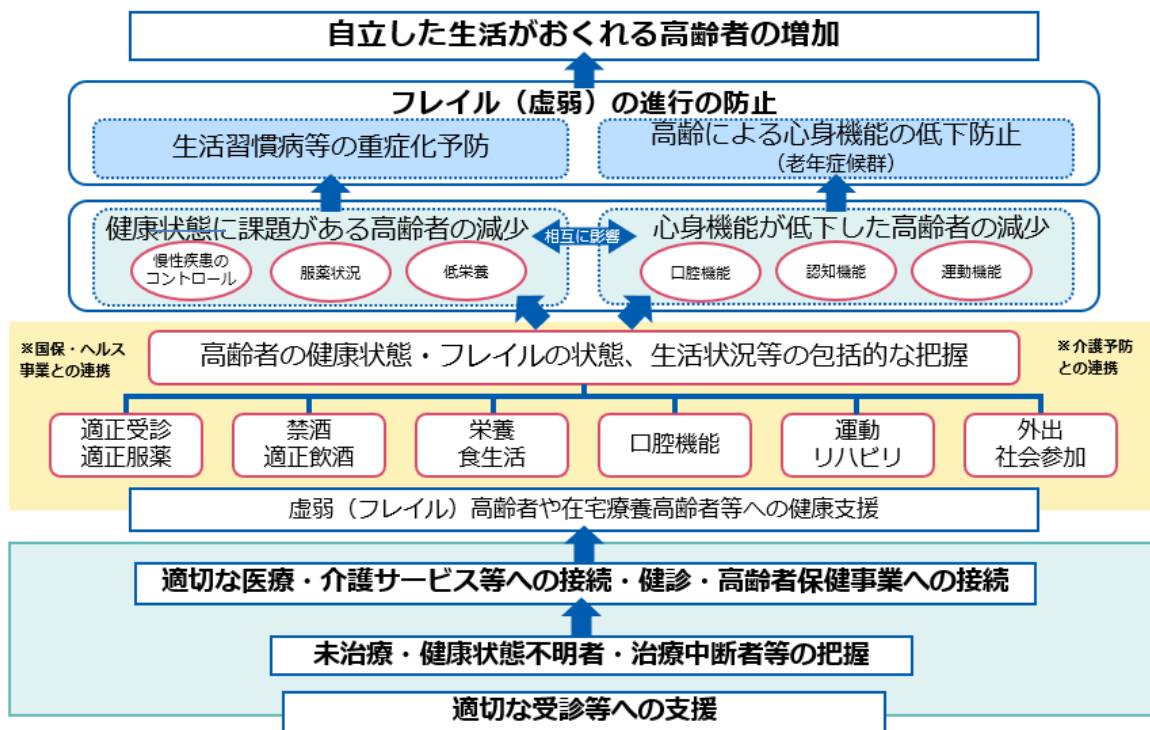 自立した生活がおくれる高齢者の増加
フレイル（虚弱）の進行の防止
生活習慣病等の重症化予防
高齢による心身機能の低下防止
（老年症候群）
健康状態に課題がある高齢者の減少
相互に影響
心身機能が低下した高齢者の減少
慢性疾患の
コントロール
服薬状況
低栄養
口腔機能
認知機能
運動機能
※国保・ヘルス
事業との連携
高齢者の健康状態・フレイルの状態、生活状況等の包括的な把握
※介護予防
との連携
適正受診
適正服薬
禁酒
適正飲酒
栄養
食生活
口腔機能
運動
リハビリ
外出
社会参加
虚弱（フレイル）高齢者や在宅療養高齢者等への健康支援
適切な医療・介護サービス等への接続・健診・高齢者保健事業への接続
未治療・健康状態不明者・治療中断者等の把握
適切な受診等への支援